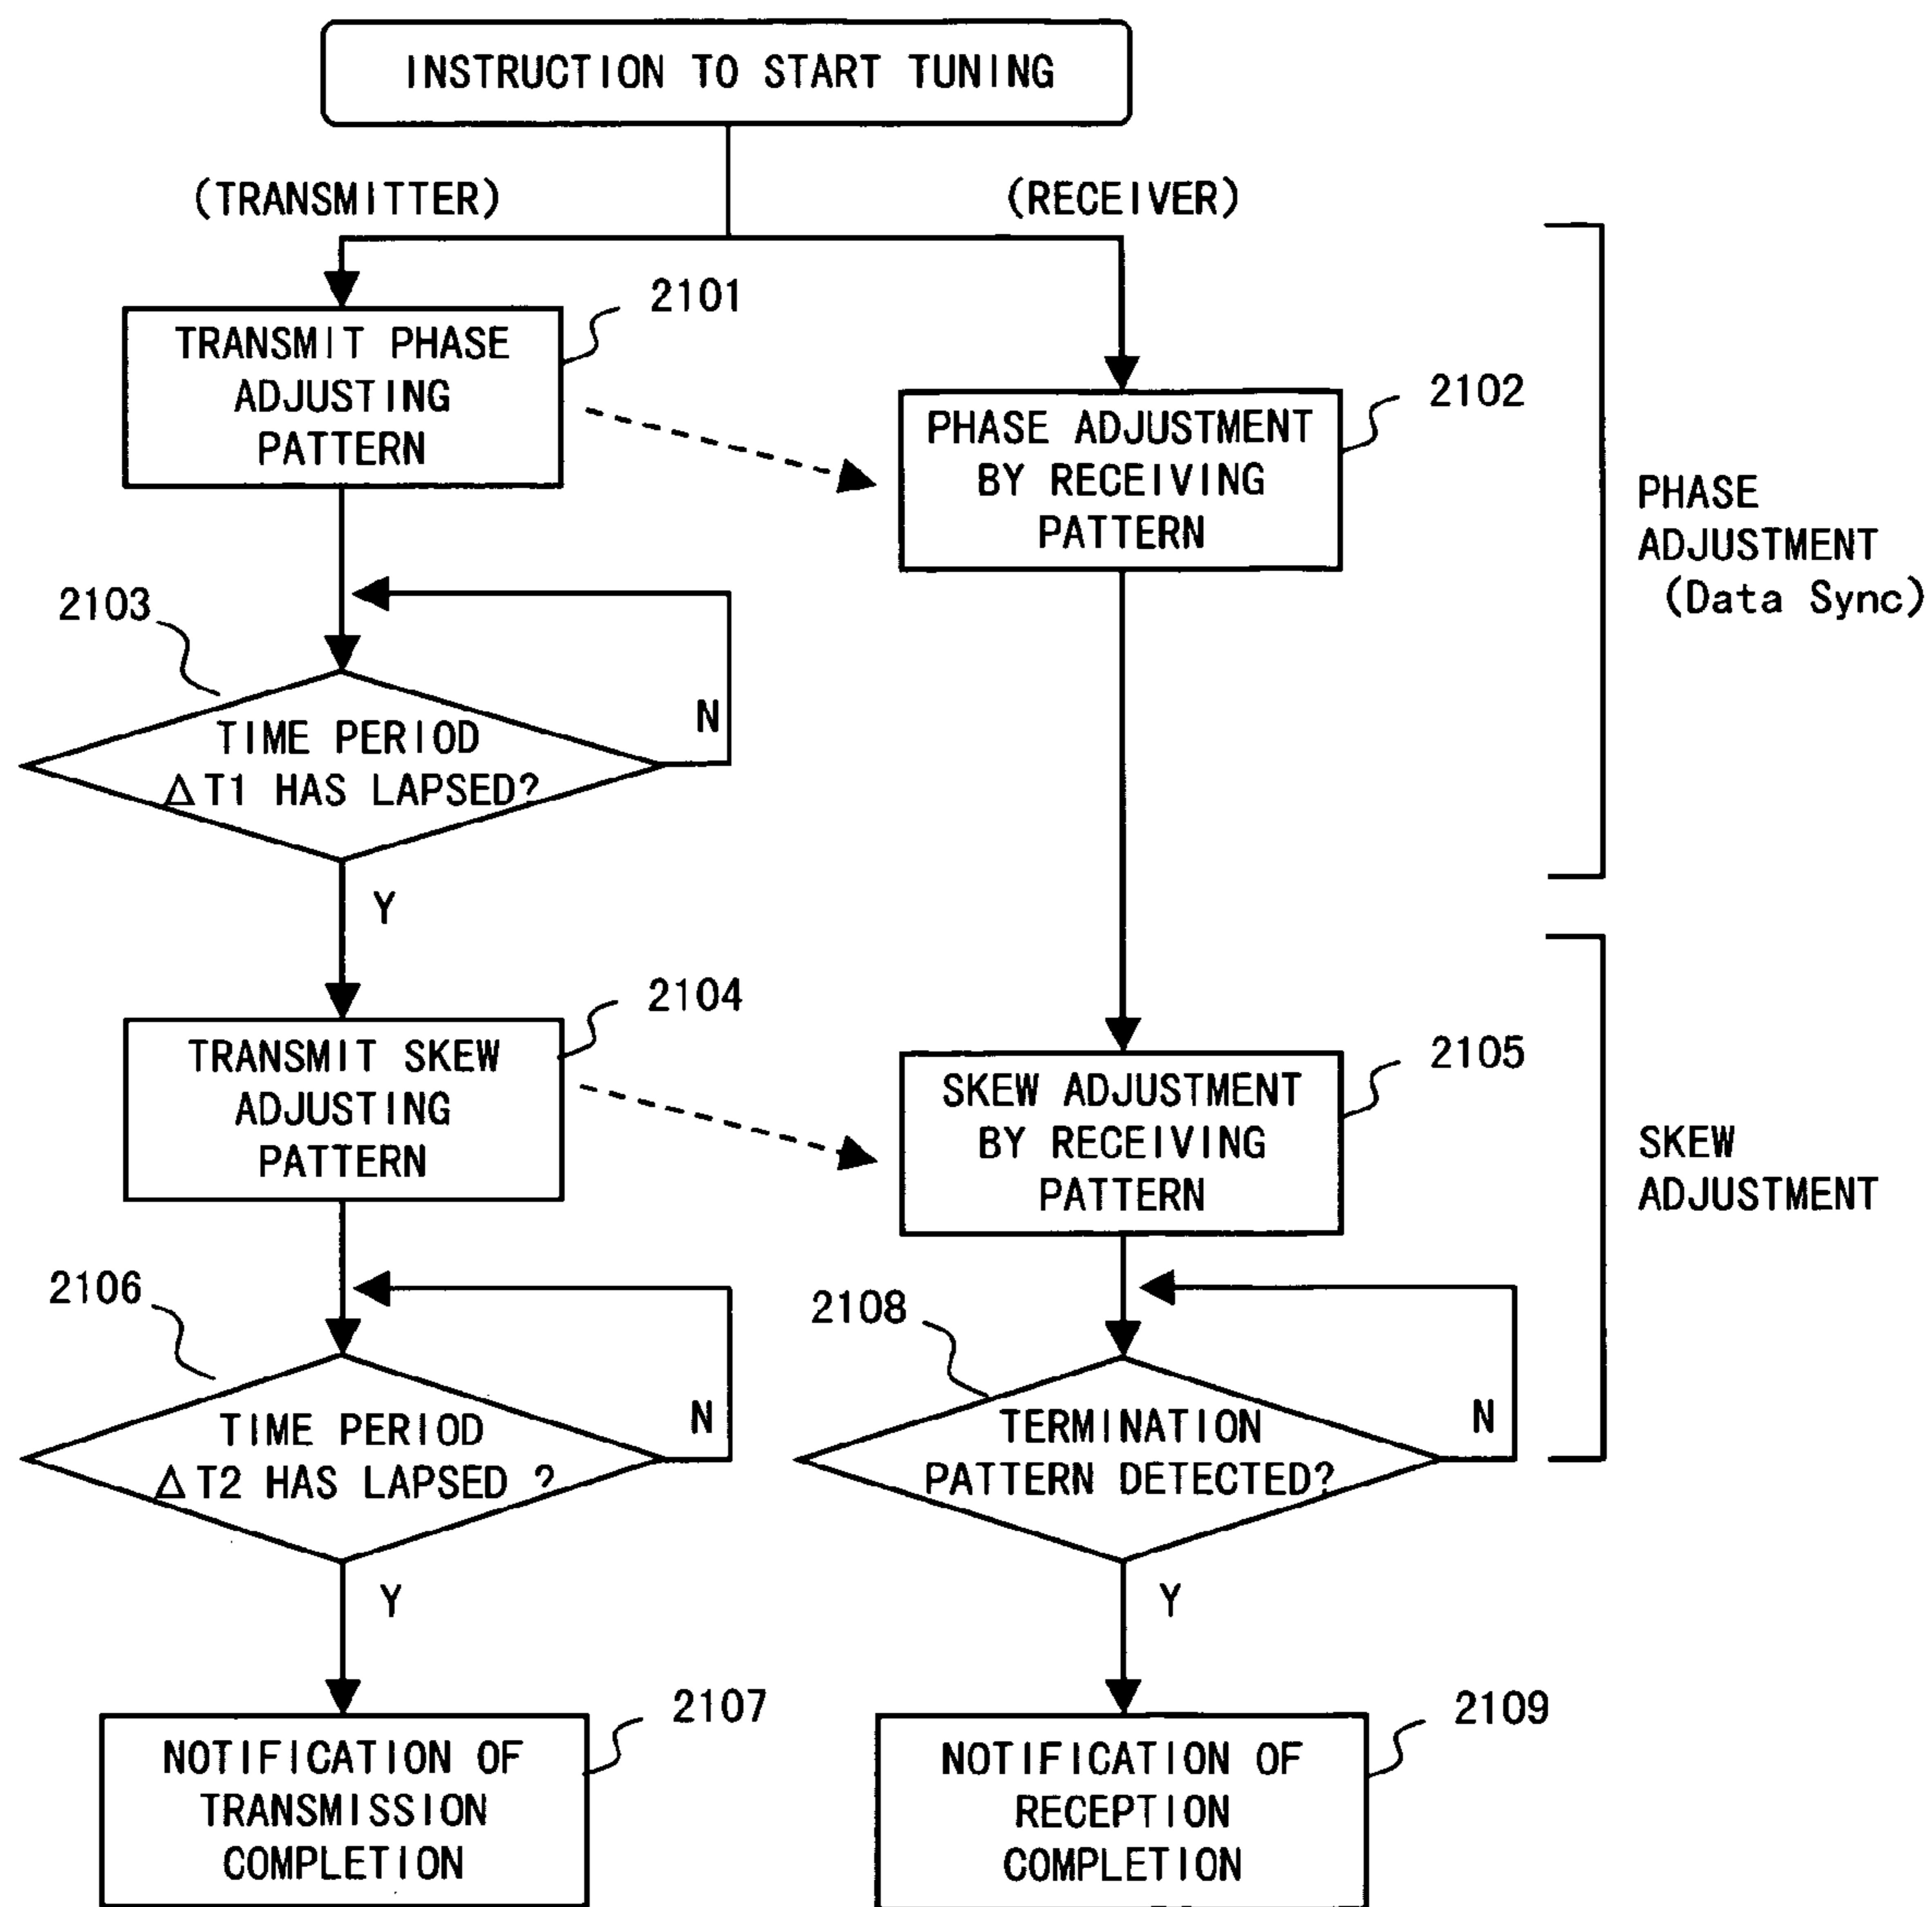 INSTRUCTION TO START TUNING
(TRANSMITTER)
(RECEIVER)
2101
TRANSMIT PHASE
ADJUSTING
PATTERN
2102
PHASE ADJUSTMENT
BY RECEIVING
PATTERN
PHASE
ADJUSTMENT
(Data Sync)
2103
N
TIME PERIOD
ΔT1 HAS LAPSED?
Y
2104
TRANSMIT SKEW
ADJUSTING
PATTERN
2105
SKEW ADJUSTMENT
BY RECEIVING
PATTERN
SKEW
ADJUSTMENT
2106
N
TIME PERIOD
ΔT2 HAS LAPSED ?
Y
2108
N
TERMINATION
PATTERN DETECTED?
Y
2107
NOTIFICATION OF
TRANSMISSION
COMPLETION
2109
NOTIFICATION OF
RECEPTION
COMPLETION